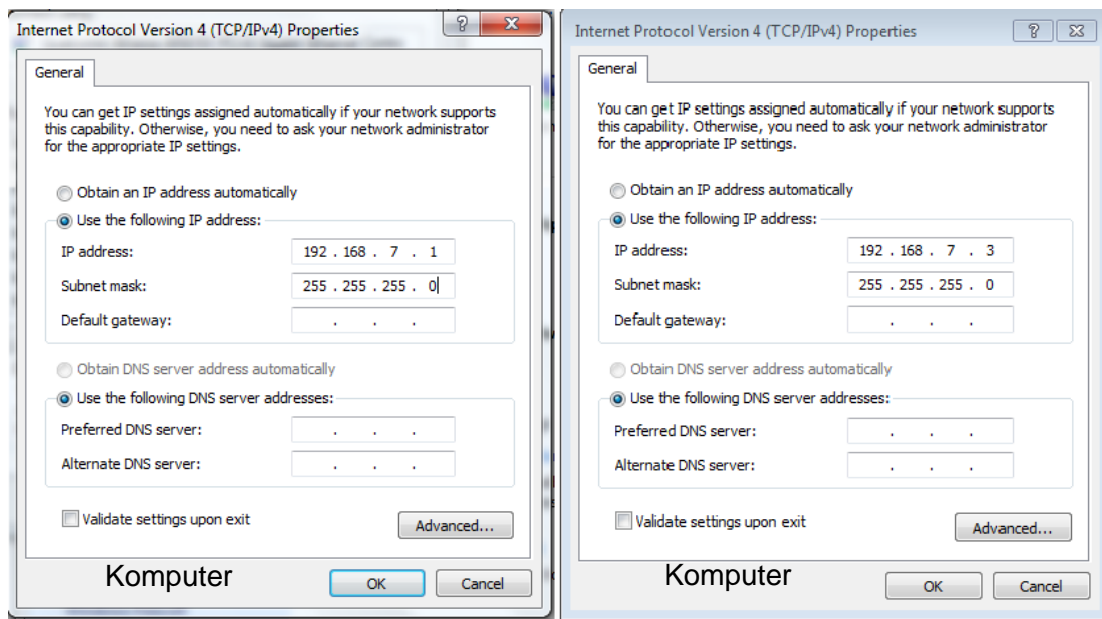 Internet Protocol Version 4 (TCP/IPv4) Properties
General
You can get IP settings assigned automatically if your network supports
this capability. Otherwise, you need to ask your network administrator
for the appropriate IP settings.
Obtain an IP address automatically
Use the following IP address:
IP address: 192 . 168 . 7 . 1
Subnet mask: 255 . 255 . 255 . 0
Default gateway: . . .
Obtain DNS server address automatically
Use the following DNS server addresses:
Preferred DNS server: . . .
Alternate DNS server: . . .
Validate settings upon exit
Advanced...
Komputer
OK Cancel
Internet Protocol Version 4 (TCP/IPv4) Properties
General
You can get IP settings assigned automatically if your network supports
this capability. Otherwise, you need to ask your network administrator
for the appropriate IP settings.
Obtain an IP address automatically
Use the following IP address:
IP address: 192 . 168 . 7 . 3
Subnet mask: 255 . 255 . 255 . 0
Default gateway: . . .
Obtain DNS server address automatically
Use the following DNS server addresses:
Preferred DNS server: . . .
Alternate DNS server: . . .
Validate settings upon exit
Advanced...
Komputer
OK Cancel